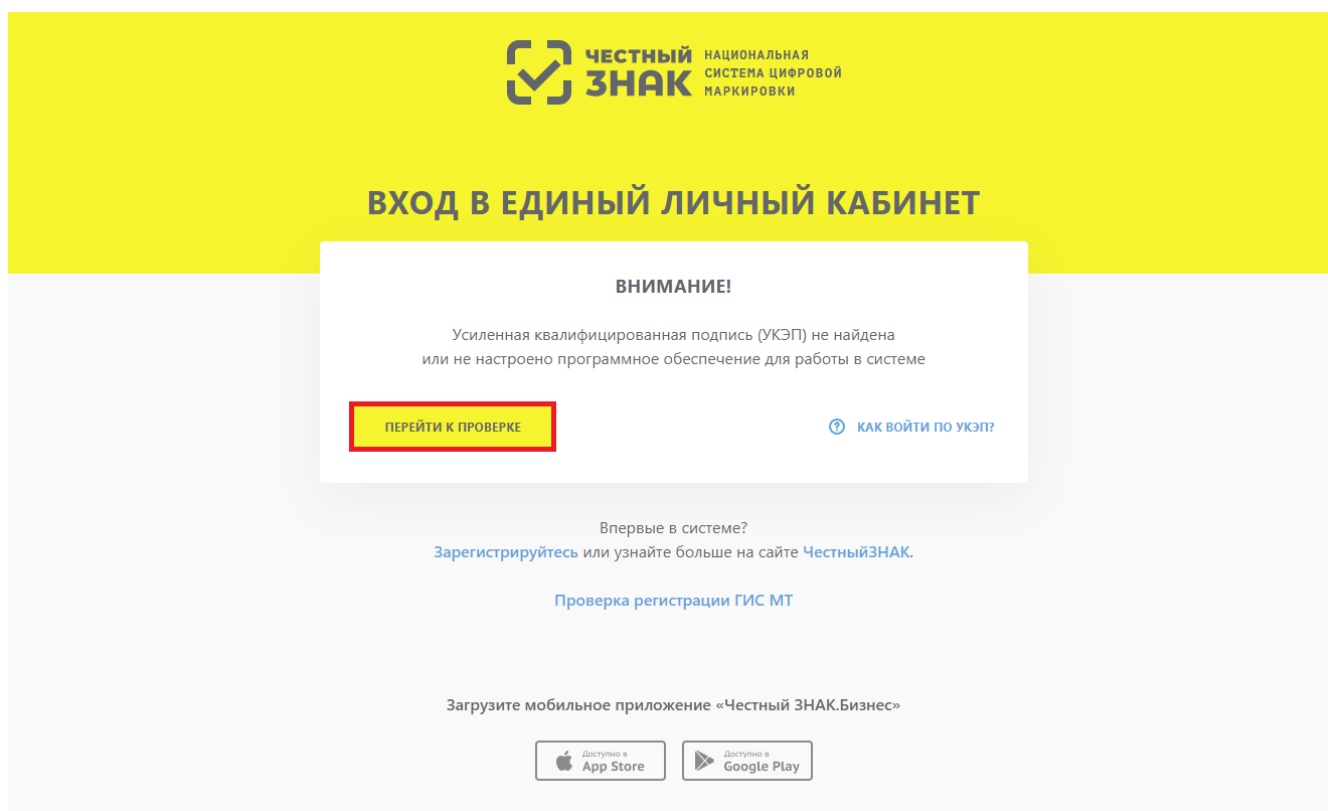 ЧЕСТНЫЙ
ЗНАК
НАЦИОНАЛЬНАЯ
СИСТЕМА ЦИФРОВОЙ
МАРКИРОВКИ
ВХОД В ЕДИНЫЙ ЛИЧНЫЙ КАБИНЕТ
ВНИМАНИЕ!
Усиленная квалифицированная подпись (УКЭП) не найдена
или не настроено программное обеспечение для работы в системе
ПЕРЕЙТИ К ПРОВЕРКЕ
? КАК ВОЙТИ ПО УКЭП?
Впервые в системе?
Зарегистрируйтесь или узнайте больше на сайте ЧестныйЗНАК.
Проверка регистрации ГИС МТ
Загрузите мобильное приложение «Честный ЗНАК.Бизнес»
Доступно в
App Store
Доступно в
Google Play